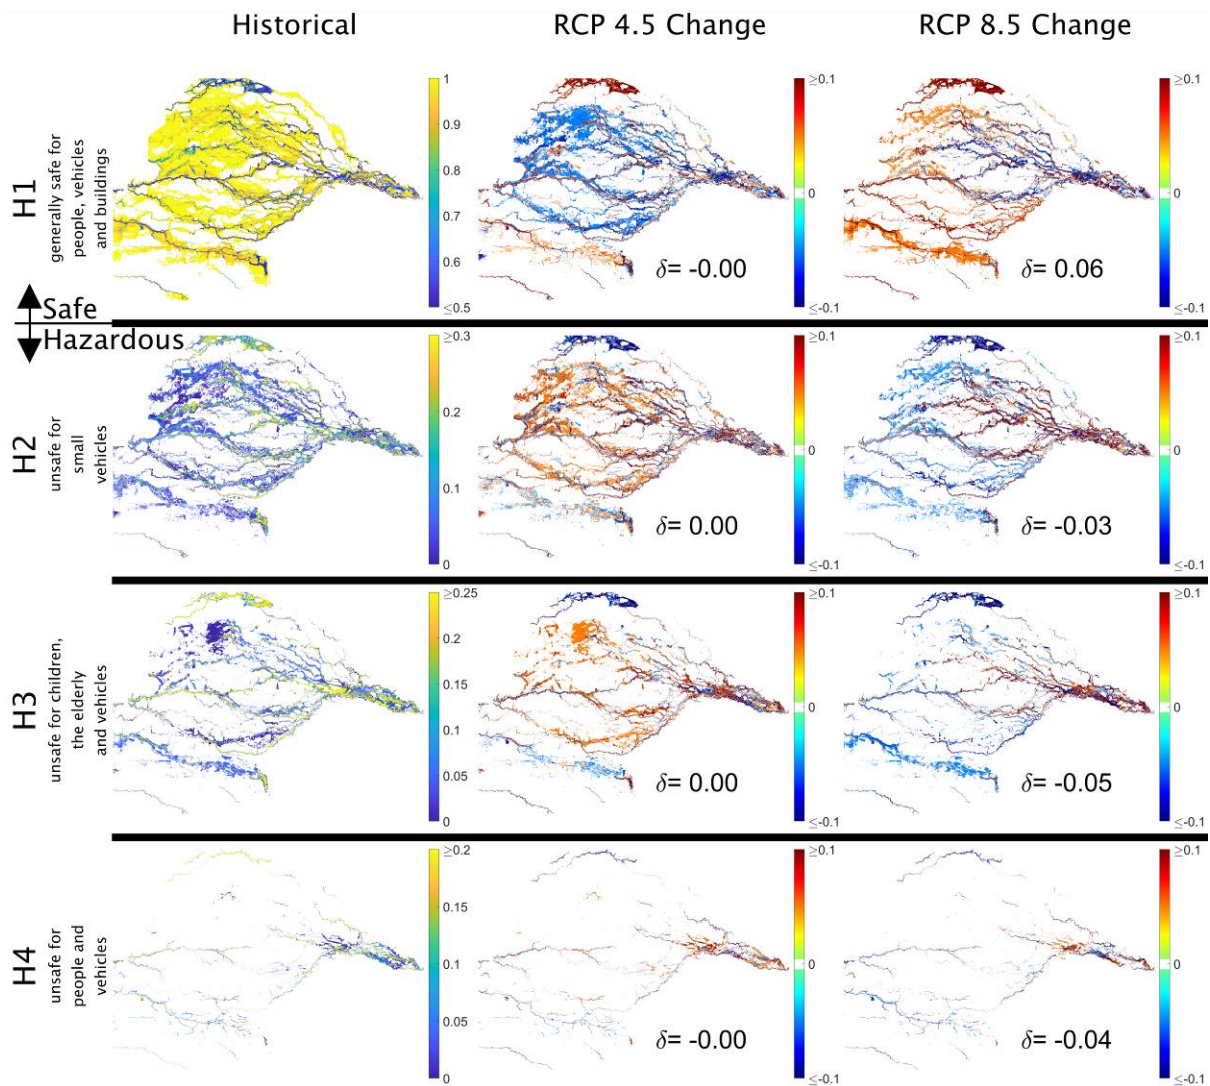 Historical
RCP 4.5 Change
RCP 8.5 Change
H1
generally safe for
people, vehicles
and buildings
1
0.9
0.8
0.7
0.6
≤0.5
≥0.1
0
≤-0.1
δ= -0.00
≥0.1
0
≤-0.1
δ= 0.06
Safe
Hazardous
H2
unsafe for
small
vehicles
≥0.3
0.2
0.1
0
≥0.1
0
≤-0.1
δ= 0.00
≥0.1
0
≤-0.1
δ= -0.03
H3
unsafe for children,
the elderly
and vehicles
≥0.25
0.2
0.15
0.1
0.05
0
≥0.1
0
≤-0.1
δ= 0.00
≥0.1
0
≤-0.1
δ= -0.05
H4
unsafe for
people and
vehicles
≥0.2
0.15
0.1
0.05
0
≥0.1
0
≤-0.1
δ= -0.00
≥0.1
0
≤-0.1
δ= -0.04